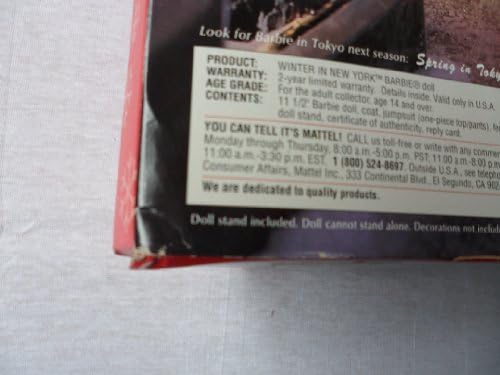 Look for Barbie in Tokyo next season: Spring in Toky
PRODUCT: WINTER IN NEW YORK™ BARBIE® doll
WARRANTY: 2-year limited warranty. Details inside. Valid only in U.S.A
AGE GRADE: For the adult collector, age 14 and over.
CONTENTS: 11 1/2" Barbie doll, coat, jumpsuit (one-piece top/pants),
doll stand, certificate of authenticity, reply card.
YOU CAN TELL IT'S MATTEL! CALL us toll-free or write with any comme
Monday through Thursday, 8:00 a.m.-5:00 p.m. PST, 11:00 a.m.-8:00 p.m
11:00 a.m.-3:30 p.m. EST. 1 (800) 524-8697. Outside U.S.A., see teleph
Consumer Affairs, Mattel Inc., 333 Continental Blvd., El Segundo, CA 90
We are dedicated to quality products.
Doll stand included. Doll cannot stand alone. Decorations not includ